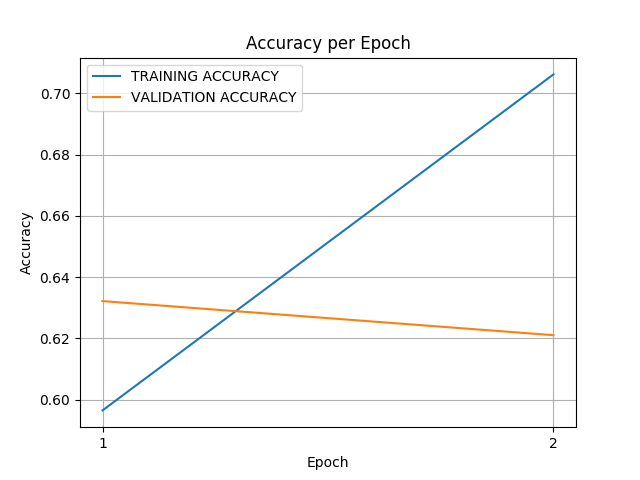 Accuracy per Epoch
TRAINING ACCURACY
VALIDATION ACCURACY
0.70
0.68
0.66
0.64
0.62
0.60
Accuracy
1
2
Epoch